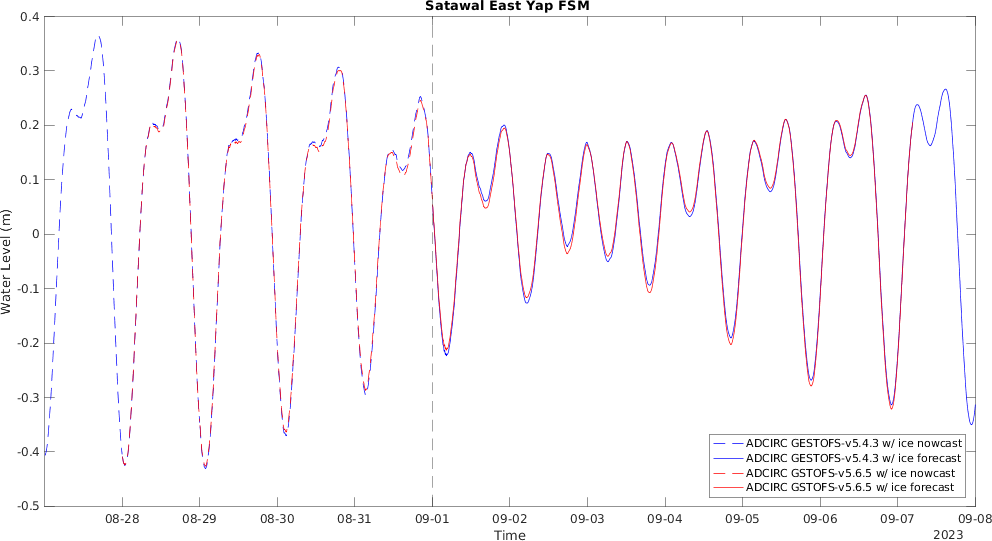 Satawal East Yap FSM
0.4
0.3
0.2
0.1
0
-0.1
-0.2
-0.3
-0.4
-0.5
Water Level (m)
ADCIRC GESTOFS-v5.4.3 w/ ice nowcast
ADCIRC GESTOFS-v5.4.3 w/ ice forecast
ADCIRC GSTOFS-v5.6.5 w/ ice nowcast
ADCIRC GSTOFS-v5.6.5 w/ ice forecast
08-28 08-29 08-30 08-31 09-01 09-02 09-03 09-04 09-05 09-06 09-07 09-08
Time
2023